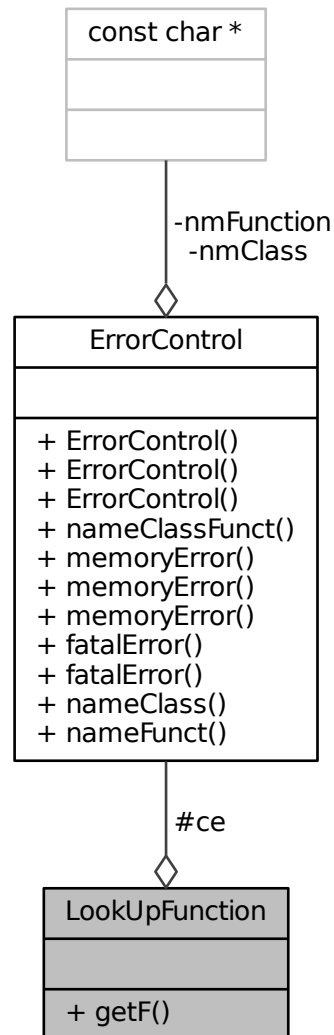 const char *
-nmFunction
-nmClass
ErrorControl
+ ErrorControl()
+ ErrorControl()
+ ErrorControl()
+ nameClassFunct()
+ memoryError()
+ memoryError()
+ memoryError()
+ fatalError()
+ fatalError()
+ nameClass()
+ nameFunct()
#ce
LookUpFunction
+ getF()